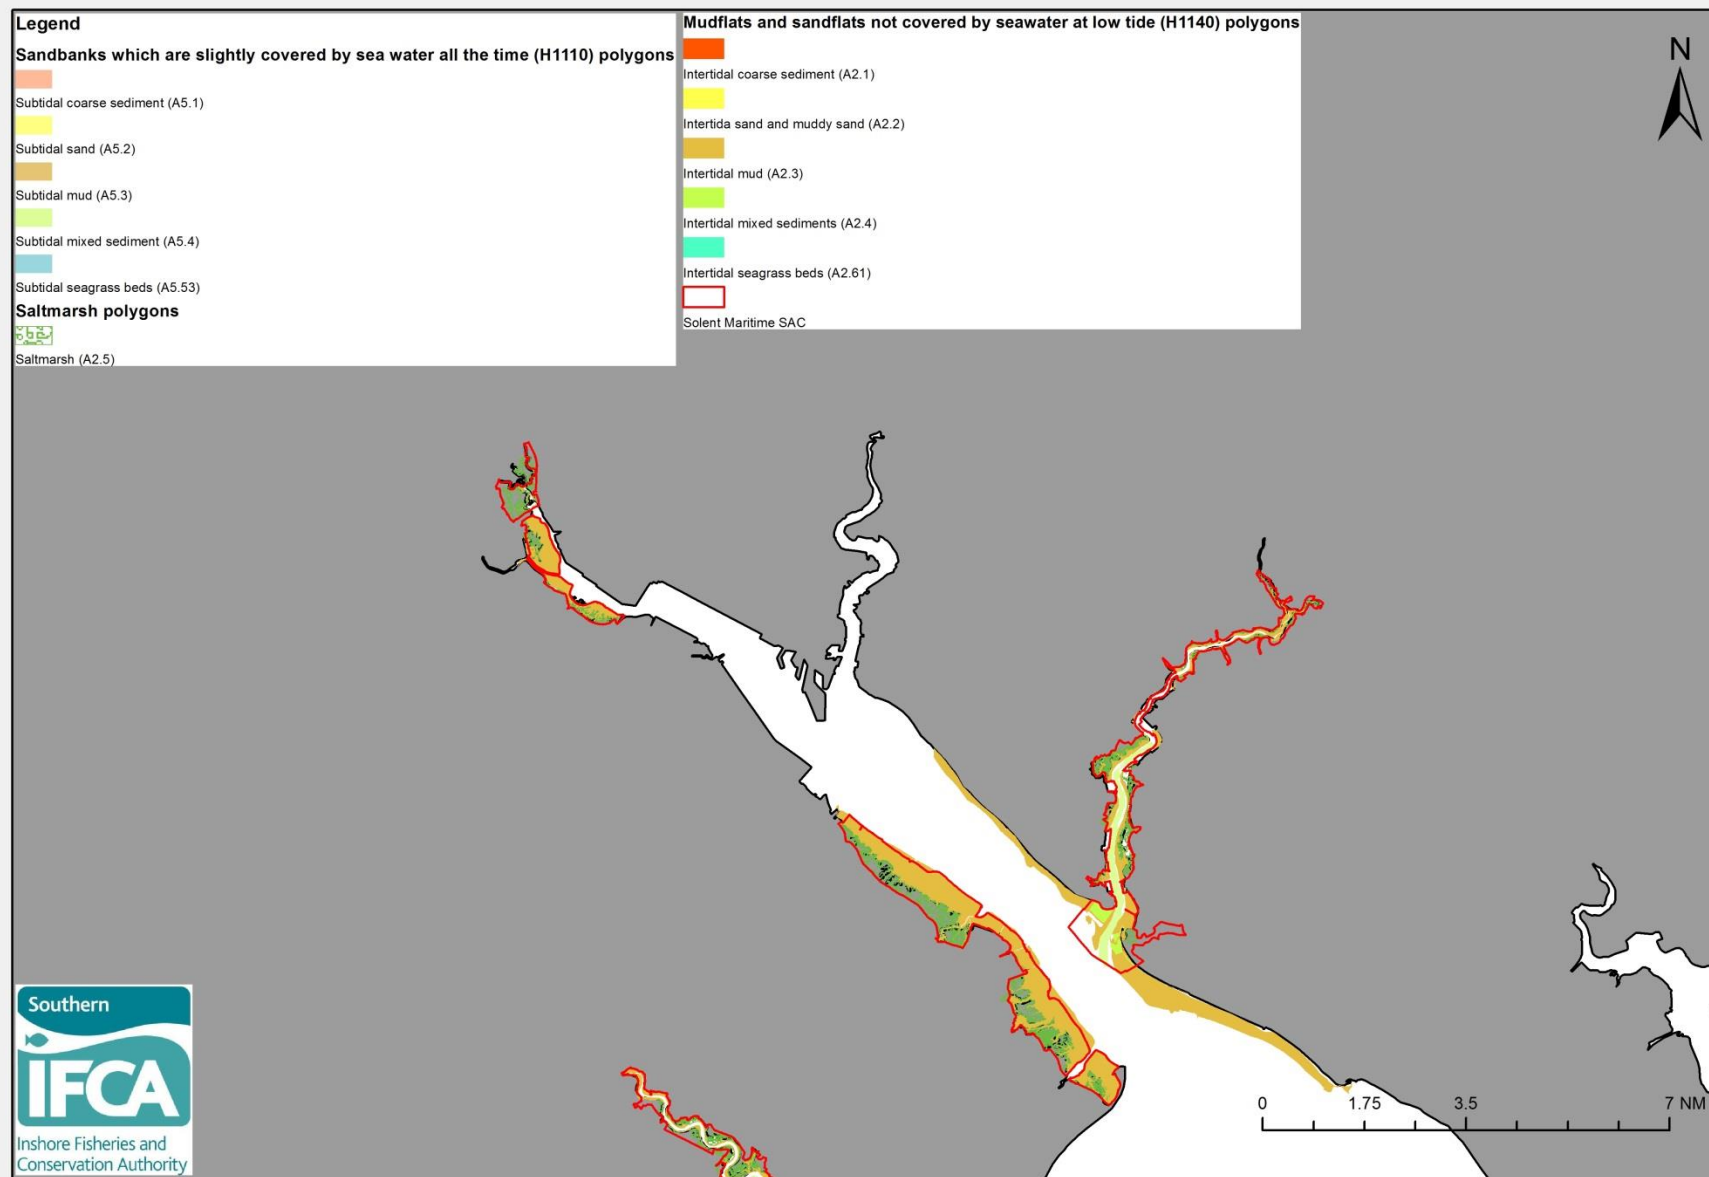 Legend
Sandbanks which are slightly covered by sea water all the time (H1110) polygons
Subtidal coarse sediment (A5.1)
Subtidal sand (A5.2)
Subtidal mud (A5.3)
Subtidal mixed sediment (A5.4)
Subtidal seagrass beds (A5.53)
Saltmarsh polygons
Saltmarsh (A2.5)
Mudflats and sandflats not covered by seawater at low tide (H1140) polygons
Intertidal coarse sediment (A2.1)
Intertida sand and muddy sand (A2.2)
Intertidal mud (A2.3)
Intertidal mixed sediments (A2.4)
Intertidal seagrass beds (A2.61)
Solent Maritime SAC
N
Southern
IFCA
Inshore Fisheries and
Conservation Authority
0 1.75 3.5 7 NM